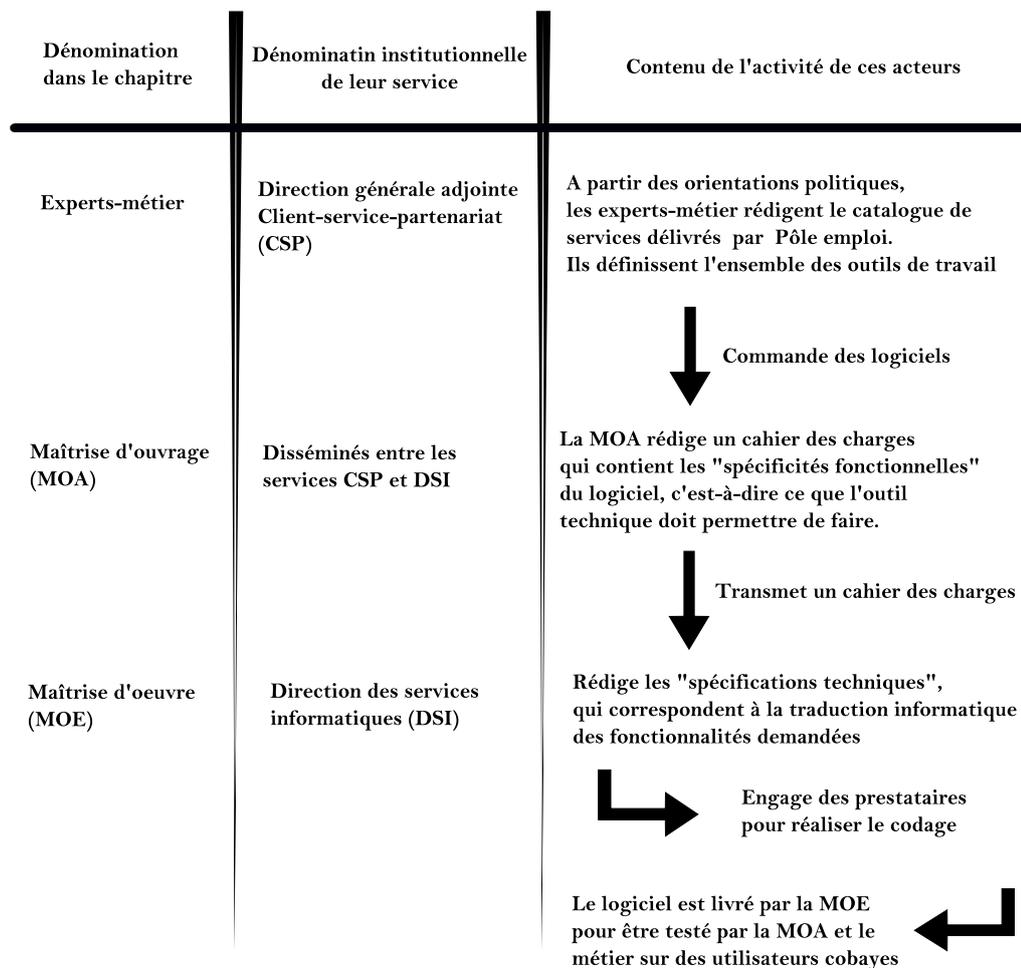 Dénomination
dans le chapitre
Dénominatin institutionnelle
de leur service
Contenu de l'activité de ces acteurs
Experts-métier
Direction générale adjointe
Client-service-partenariat
(CSP)
A partir des orientations politiques,
les experts-métier rédigent le catalogue de
services délivrés par Pôle emploi.
Ils définissent l'ensemble des outils de travail
Commande des logiciels
Maîtrise d'ouvrage
(MOA)
Disséminés entre les
services CSP et DSI
La MOA rédige un cahier des charges
qui contient les "spécificités fonctionnelles"
du logiciel, c'est-à-dire ce que l'outil
technique doit permettre de faire.
Transmet un cahier des charges
Maîtrise d'oeuvre
(MOE)
Direction des services
informatiques (DSI)
Rédige les "spécifications techniques",
qui correspondent à la traduction informatique
des fonctionnalités demandées
Engage des prestataires
pour réaliser le codage
Le logiciel est livré par la MOE
pour être testé par la MOA et le
métier sur des utilisateurs cobayes